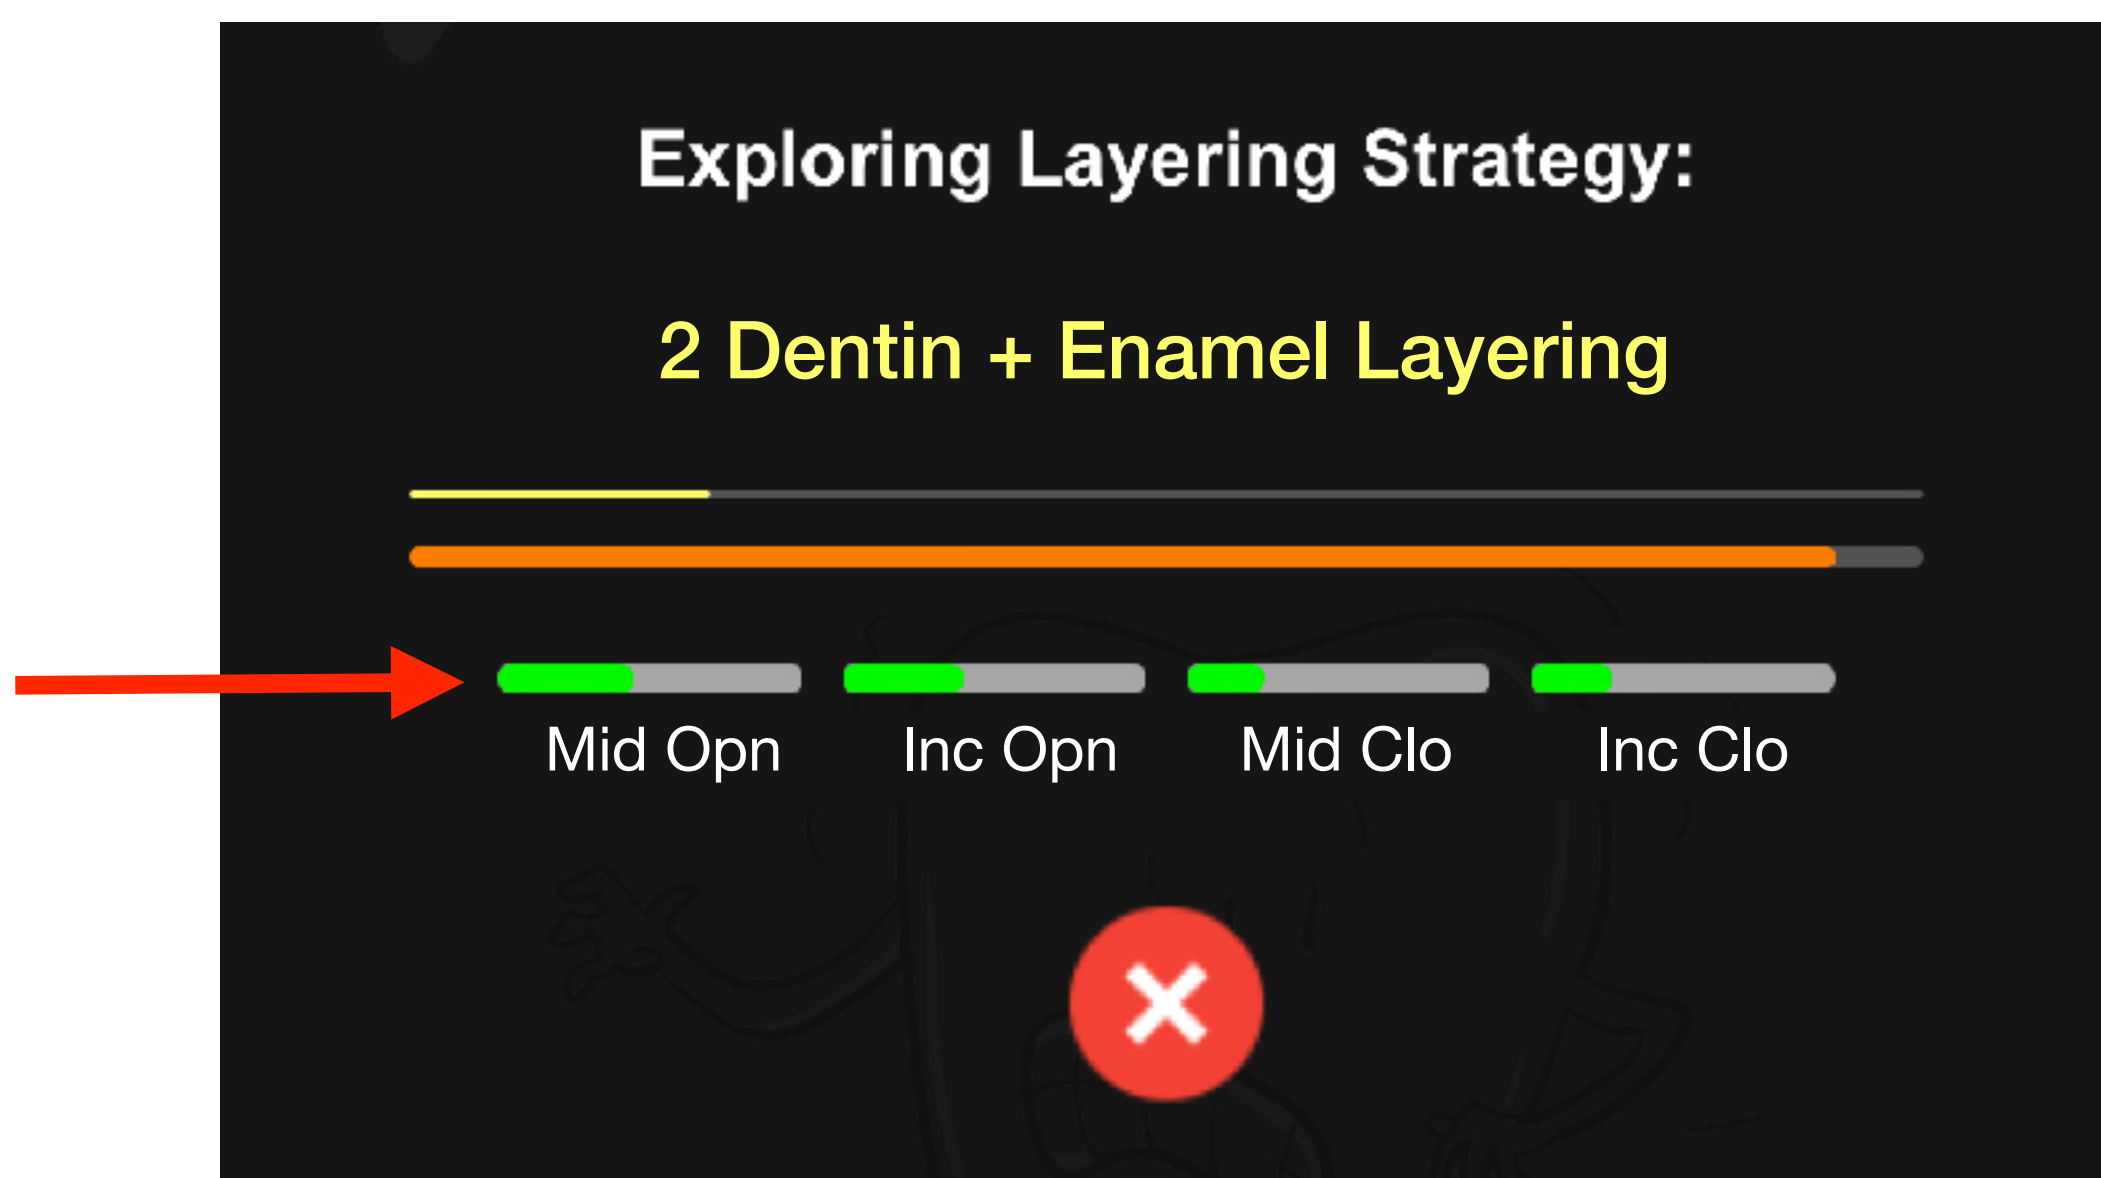 Exploring Layering Strategy:
2 Dentin + Enamel Layering
Mid Opn Inc Opn Mid Clo Inc Clo